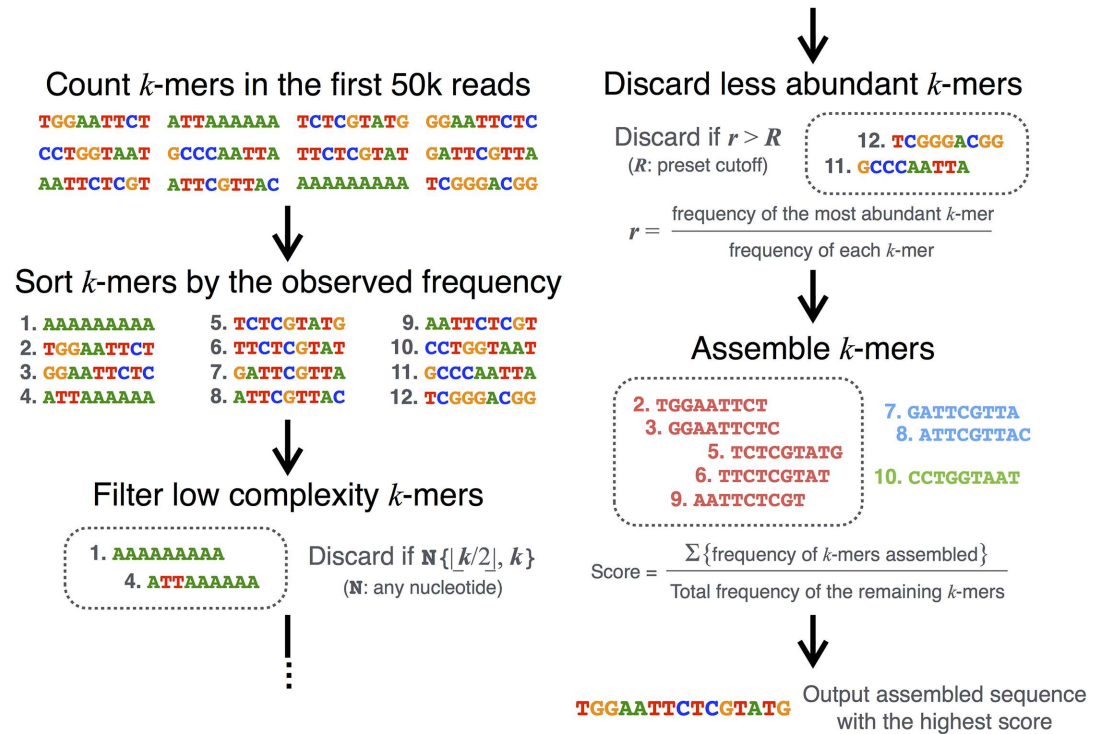 Count k-mers in the first 50k reads
TGGAATTCT ATTAAAAAA TCTCGTATG GGAATTCTC
CCTGGTAAT GCCCAATTA TTCTCGTAT GATTCGTTA
AATTCTCGT ATTCGTTAC AAAAAAAAA TCGGGACGG
Sort k-mers by the observed frequency
1. AAAAAAAAA 5. TCTCGTATG 9. AATTCTCGT
2. TGGAATTCT 6. TTCTCGTAT 10. CCTGGTAAT
3. GGAATTCTC 7. GATTCGTTA 11. GCCCAATTA
4. ATTAAAAAA 8. ATTCGTTAC 12. TCGGGACGG
Filter low complexity k-mers
1. AAAAAAAAA
4. ATTAAAAAA
Discard if N{⌊k/2⌋, k}
(N: any nucleotide)
Discard less abundant k-mers
Discard if r > R
(R: preset cutoff)
12. TCGGGACGG
11. GCCCAATTA
r = frequency of the most abundant k-mer
frequency of each k-mer
Assemble k-mers
2. TGGAATTCT
3. GGAATTCTC
5. TCTCGTATG
6. TTCTCGTAT
9. AATTCTCGT
7. GATTCGTTA
8. ATTCGTTAC
10. CCTGGTAAT
Score = Σ{frequency of k-mers assembled}
Total frequency of the remaining k-mers
TGGAATTCTCGTATG
Output assembled sequence
with the highest score